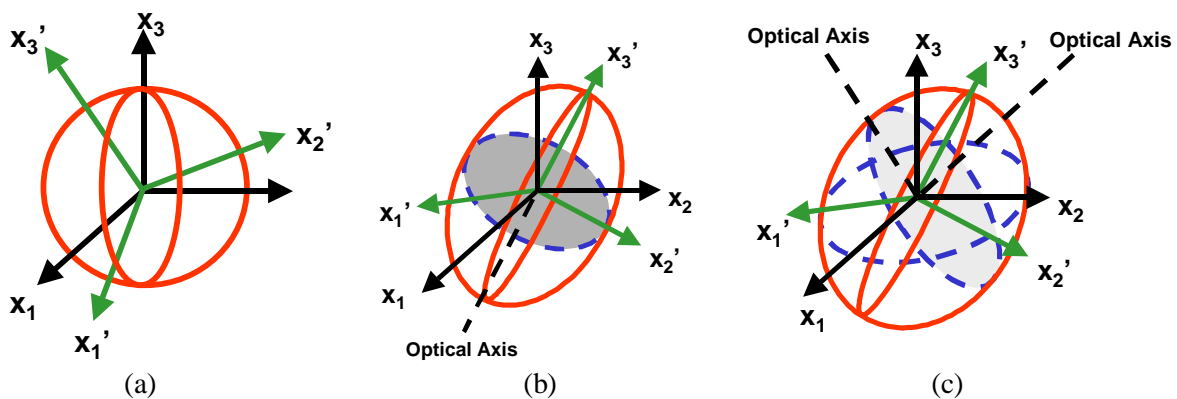 x3
x3’
x2’
x1
x1’
(a)
x3
x3’
x2
x1’
x2’
x1
Optical Axis
(b)
Optical Axis
Optical Axis
x3
x3’
x2
x1’
x2’
x1
(c)